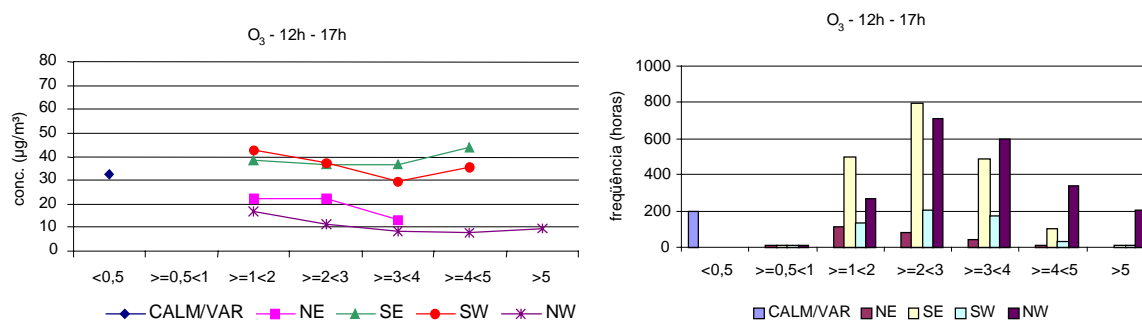 O₃ - 12h - 17h
conc. (µg/m³)
80
70
60
50
40
30
20
10
0
<0,5 >=0,5<1 >=1<2 >=2<3 >=3<4 >=4<5 >5
CALM/VAR NE SE SW NW
O₃ - 12h - 17h
freqüência (horas)
1000
800
600
400
200
0
<0,5 >=0,5<1 >=1<2 >=2<3 >=3<4 >=4<5 >5
CALM/VAR NE SE SW NW